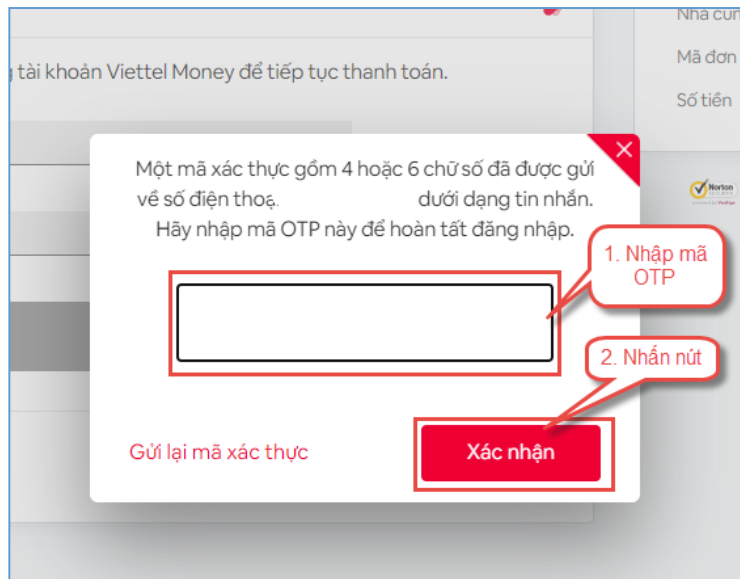 Nhà cun
tài khoản Viettel Money để tiếp tục thanh toán.
Mã đơn
Số tiền
Một mã xác thực gồm 4 hoặc 6 chữ số đã được gửi
về số điện thoạ dưới dạng tin nhắn.
Hãy nhập mã OTP này để hoàn tất đăng nhập.
Norton
1. Nhập mã
OTP
2. Nhấn nút
Gửi lại mã xác thực
Xác nhận